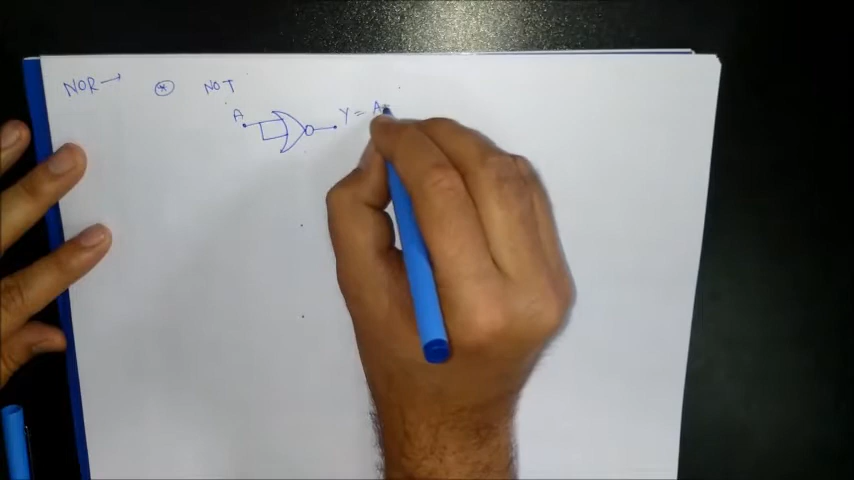 NOR → * NOT
A
Y = A